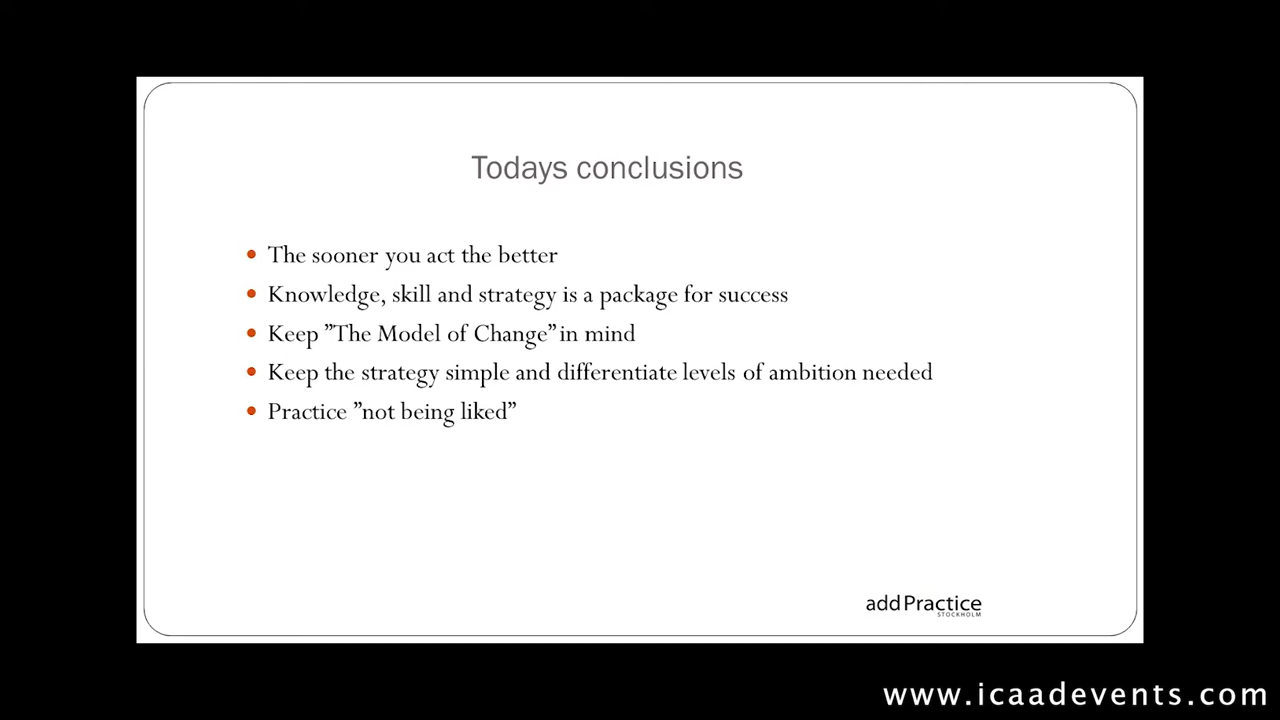 Todays conclusions
The sooner you act the better
Knowledge, skill and strategy is a package for success
Keep ”The Model of Change” in mind
Keep the strategy simple and differentiate levels of ambition needed
Practice ”not being liked”
addPractice
STOCKHOLM
www.icaadevents.com